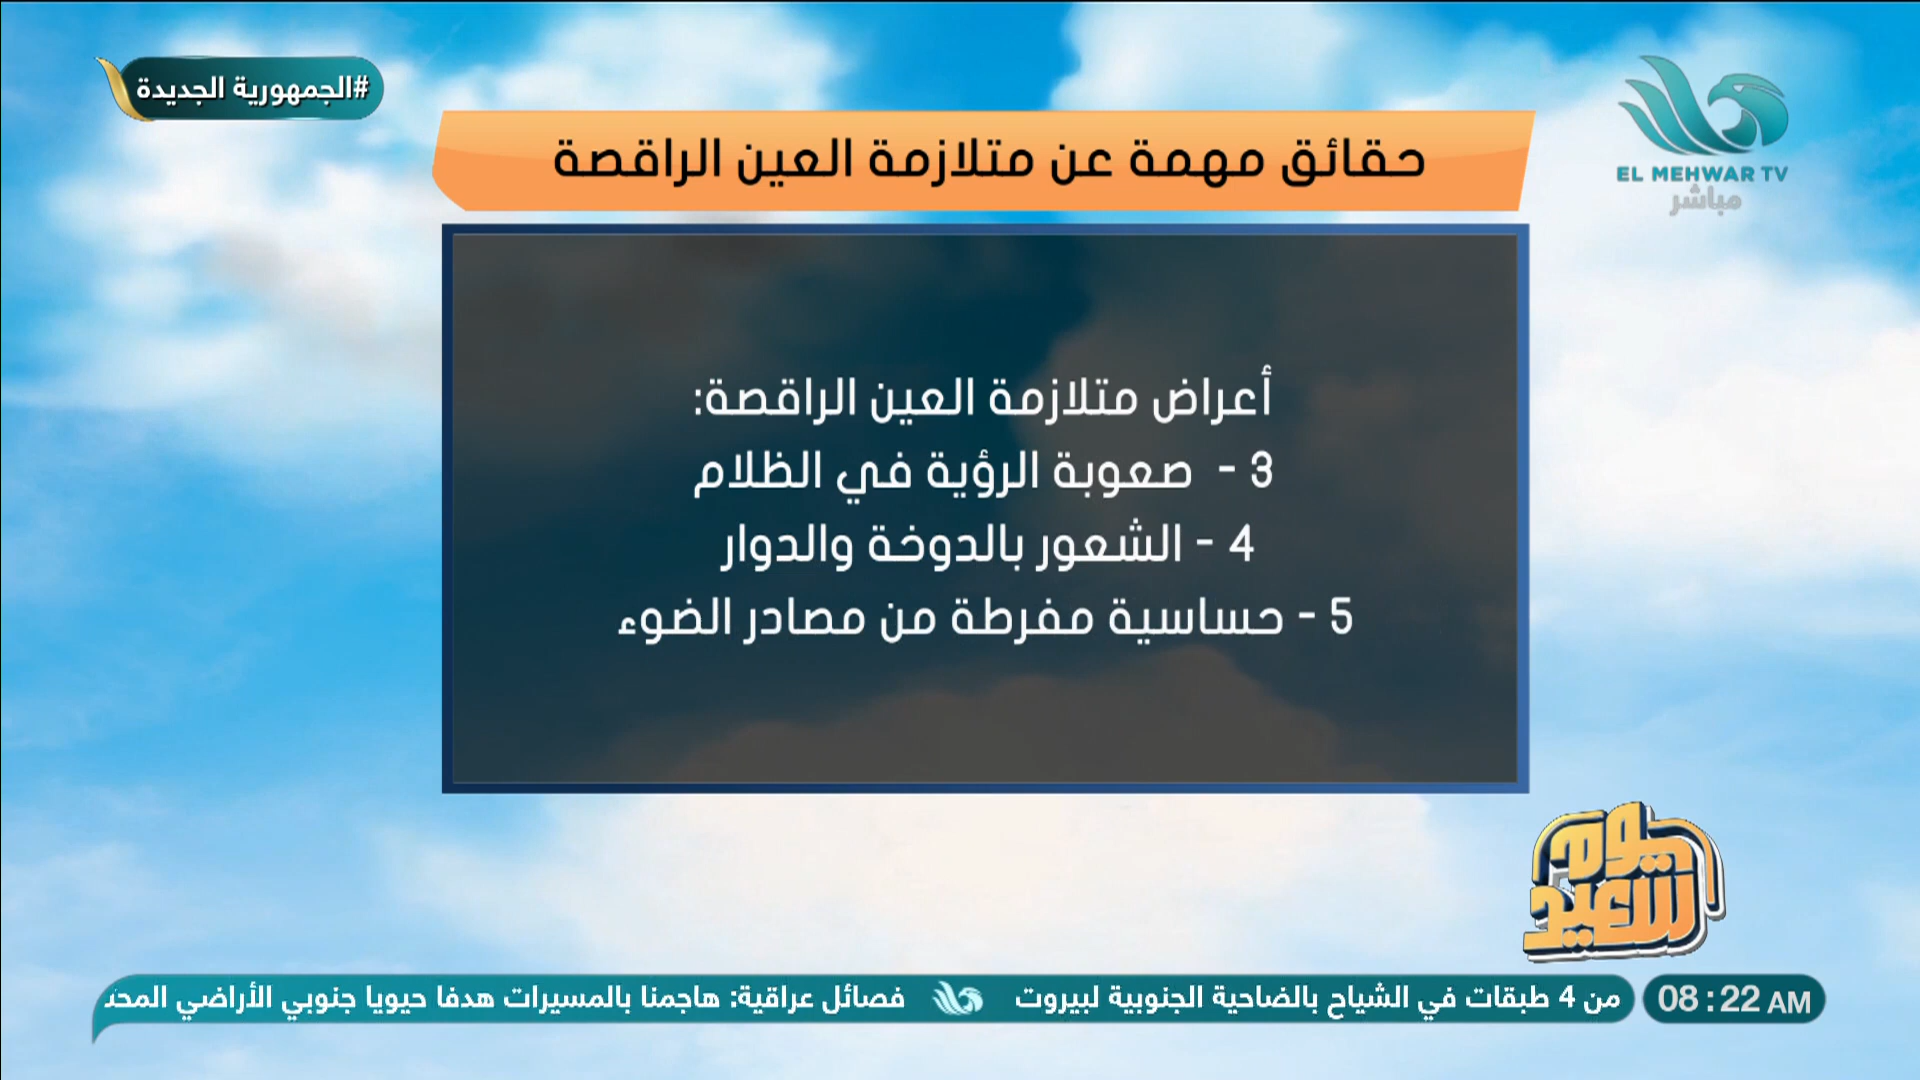 #الجمهورية الجديدة
EL MEHWAR TV
مباشر
حقائق مهمة عن متلازمة العين الراقصة
أعراض متلازمة العين الراقصة:
3 - صعوبة الرؤية في الظلام
4 - الشعور بالدوخة والدوار
5 - حساسية مفرطة من مصادر الضوء
يوم
سعيد
08:22 AM
من 4 طبقات في الشياح بالضاحية الجنوبية لبيروت فصائل عراقية: هاجمنا بالمسيرات هدفا حيويا جنوبي الأراضي